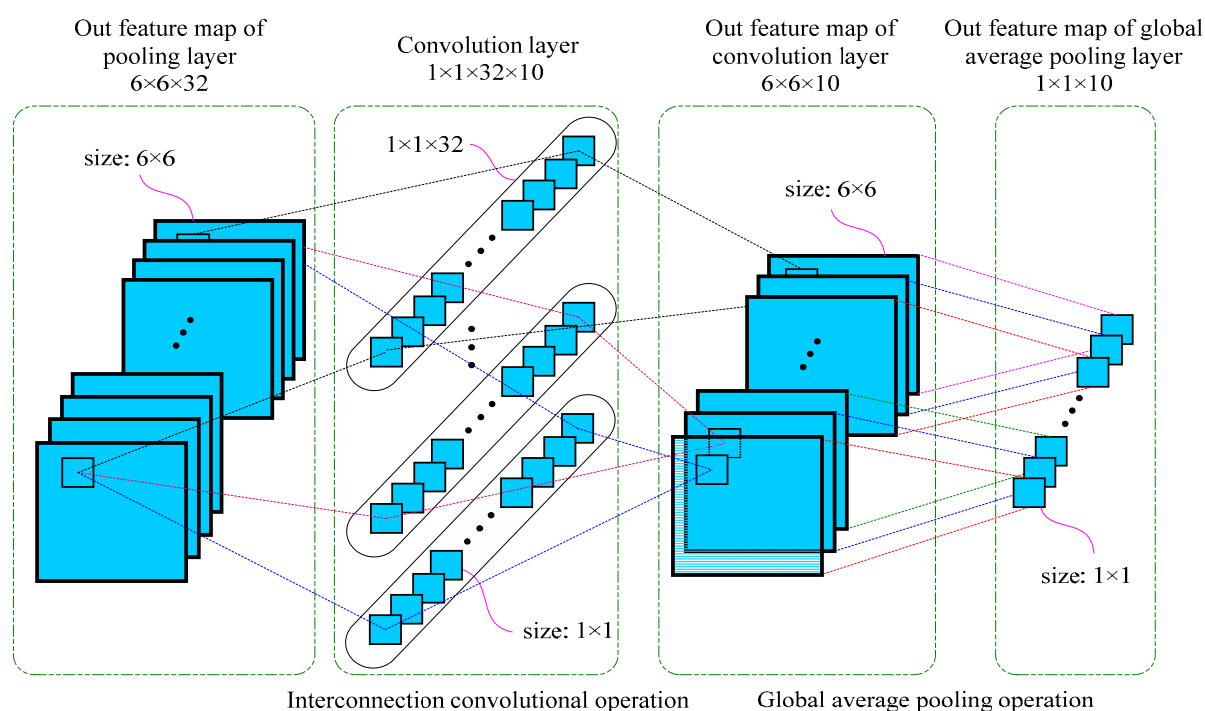 Out feature map of
pooling layer
6×6×32
Convolution layer
1×1×32×10
Out feature map of
convolution layer
6×6×10
Out feature map of global
average pooling layer
1×1×10
size: 6×6
1×1×32
size: 6×6
size: 1×1
size: 1×1
Interconnection convolutional operation
Global average pooling operation